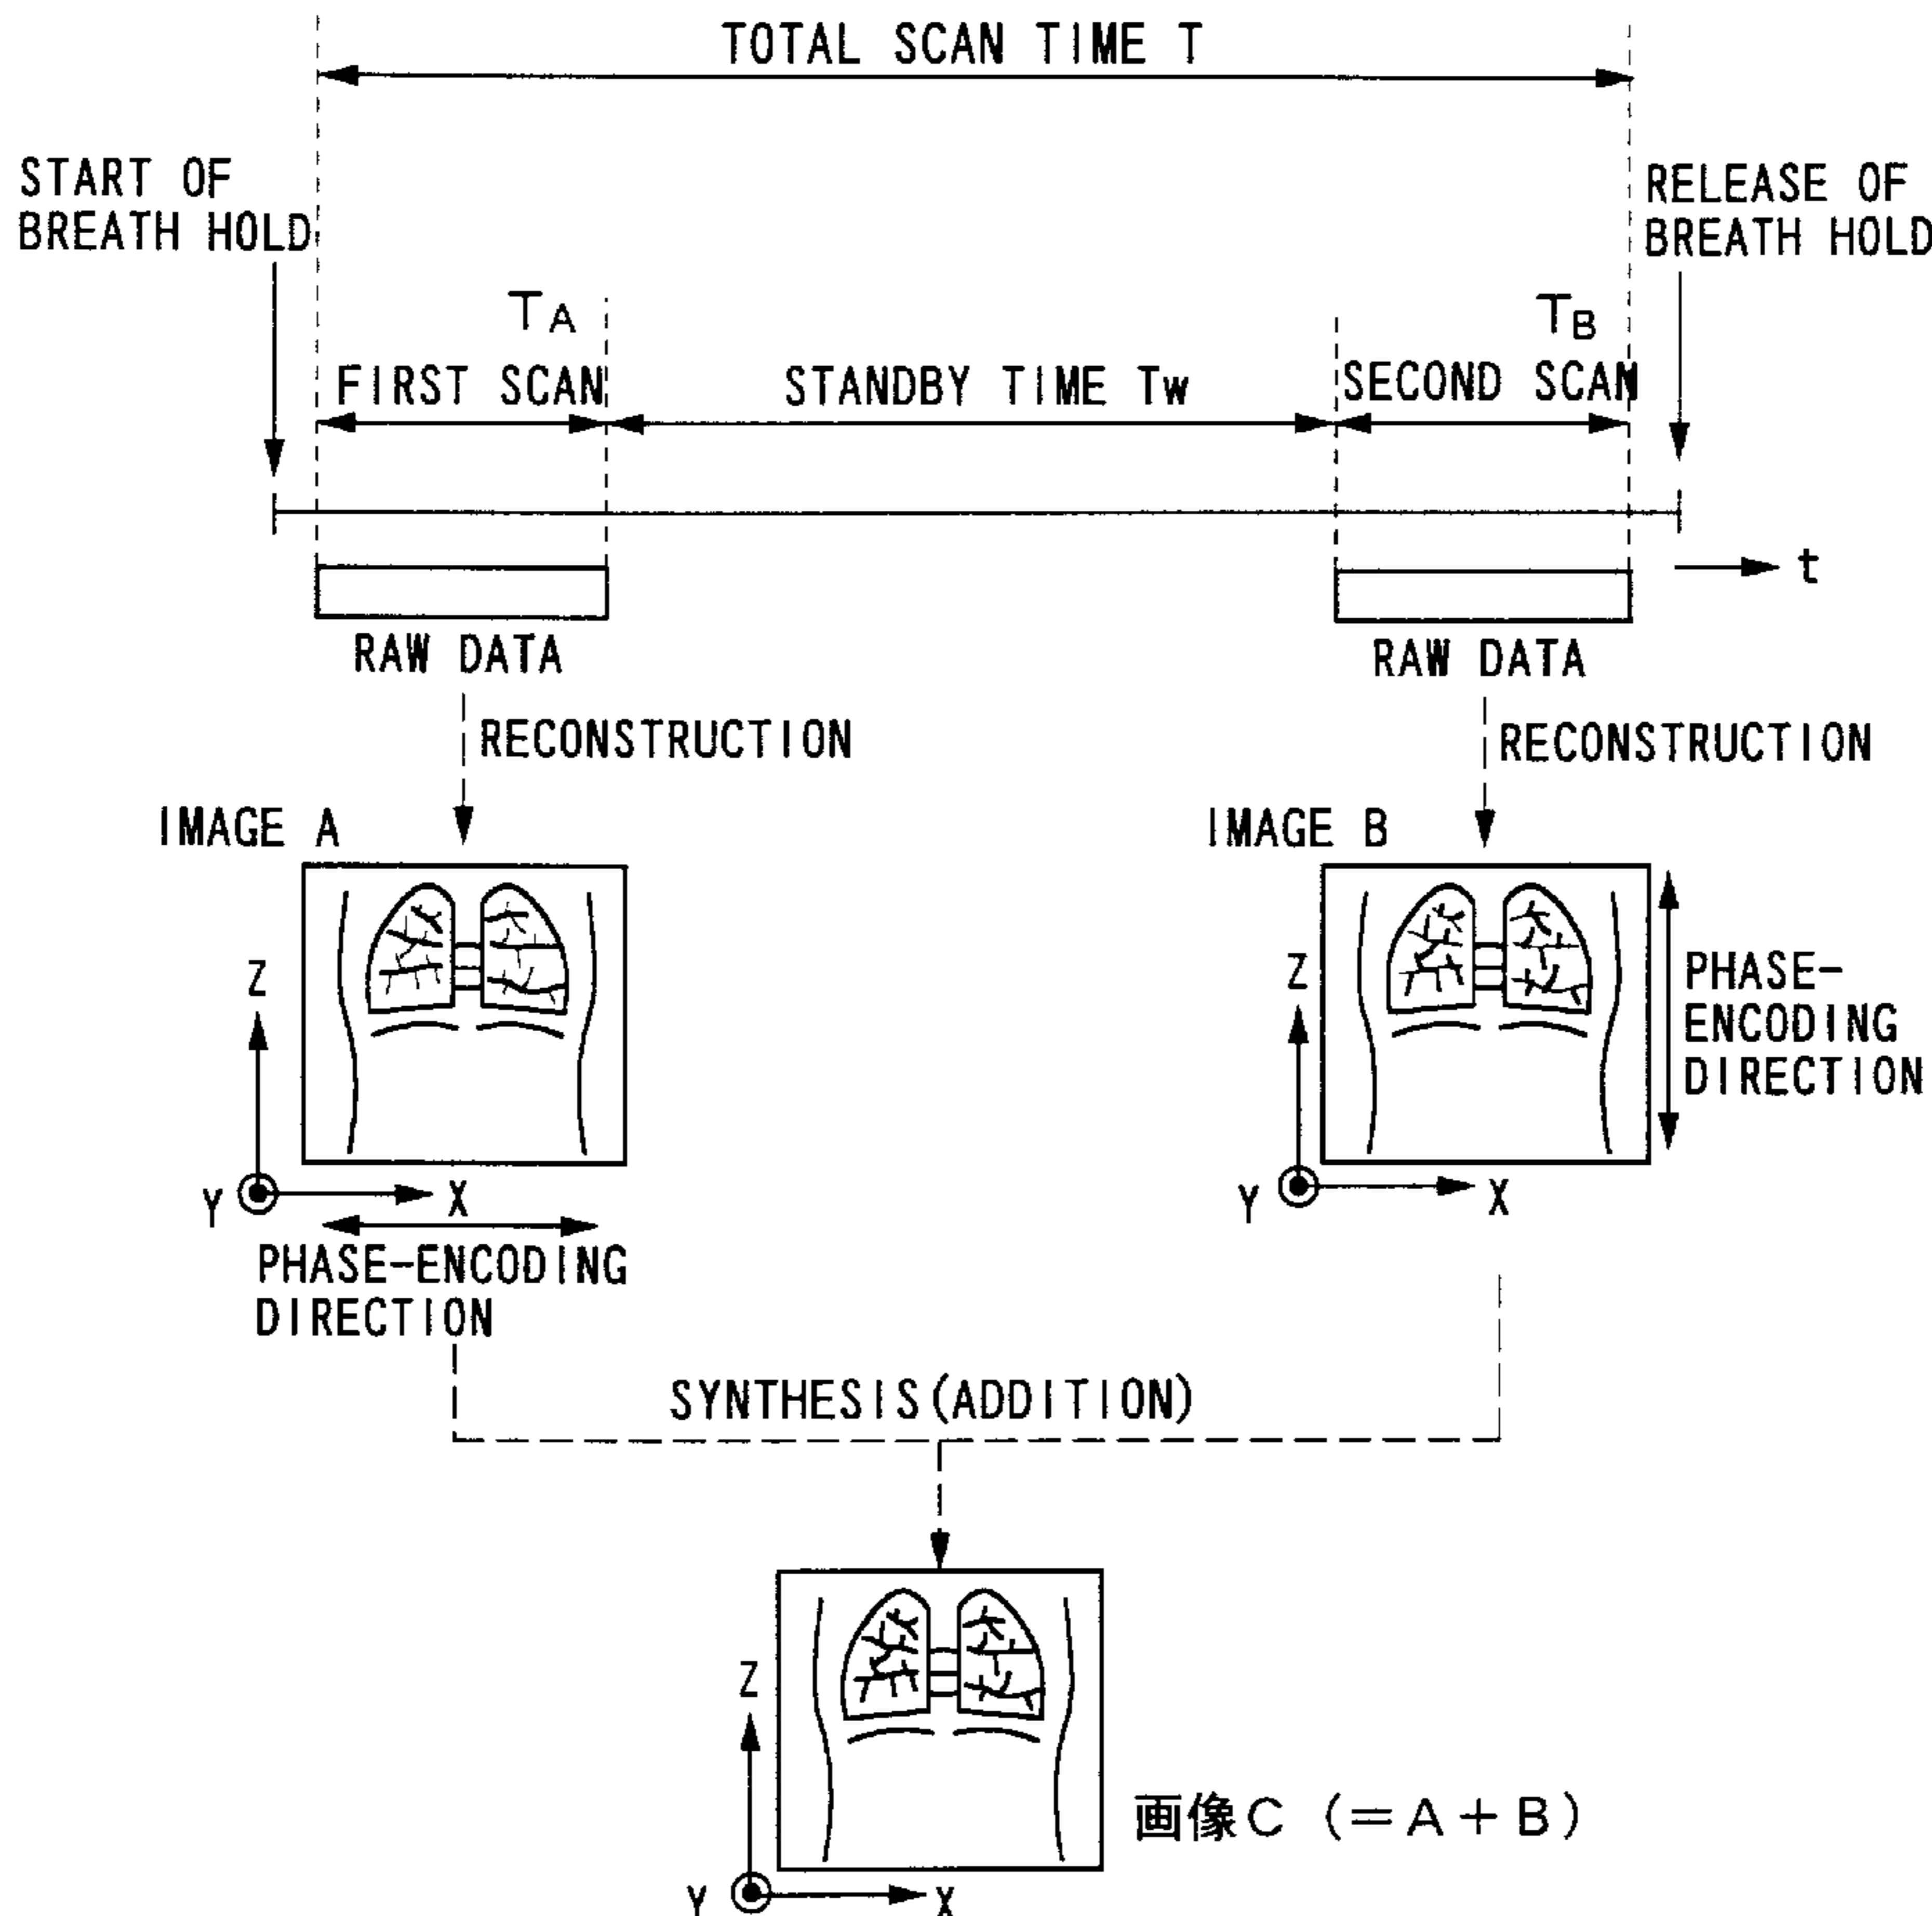 TOTAL SCAN TIME T
START OF
BREATH HOLD
RELEASE OF
BREATH HOLD
TA
TB
FIRST SCAN
STANDBY TIME Tw
SECOND SCAN
t
RAW DATA
RAW DATA
RECONSTRUCTION
RECONSTRUCTION
IMAGE A
IMAGE B
Z
Z
PHASE-
ENCODING
DIRECTION
Y
X
Y
X
PHASE-ENCODING
DIRECTION
SYNTHESIS(ADDITION)
Z
画像C (=A+B)
Y
X